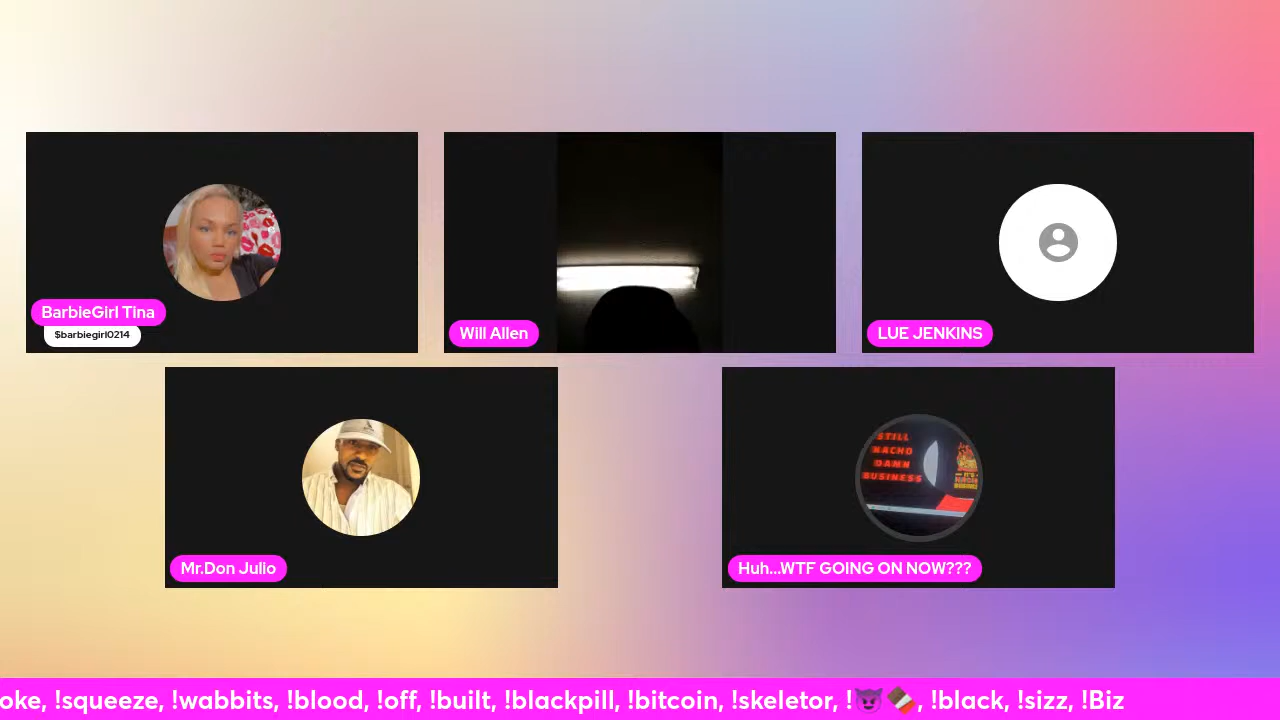 BarbieGirl Tina
$barbiegirl0214
Will Allen
LUE JENKINS
Mr.Don Julio
STILL
NACHO
DAMN
BUSINESS
Huh...WTF GOING ON NOW???
oke, !squeeze, !wabbits, !blood, !off, !built, !blackpill, !bitcoin, !skeletor, !😈🍫, !black, !sizz, !Biz